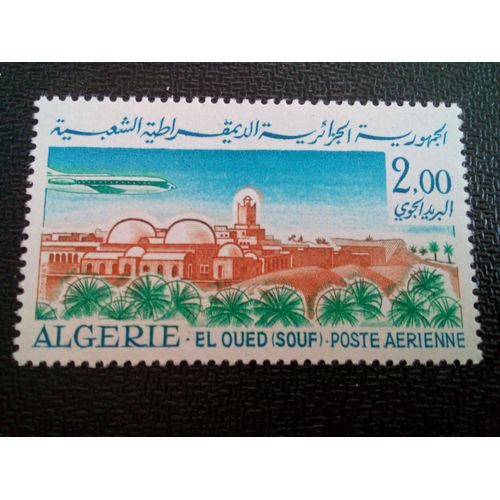 الجمهورية الجزائرية الديمقراطية الشعبية
2,00
البريد الجوي
ALGERIE · EL OUED (SOUF) · POSTE AERIENNE